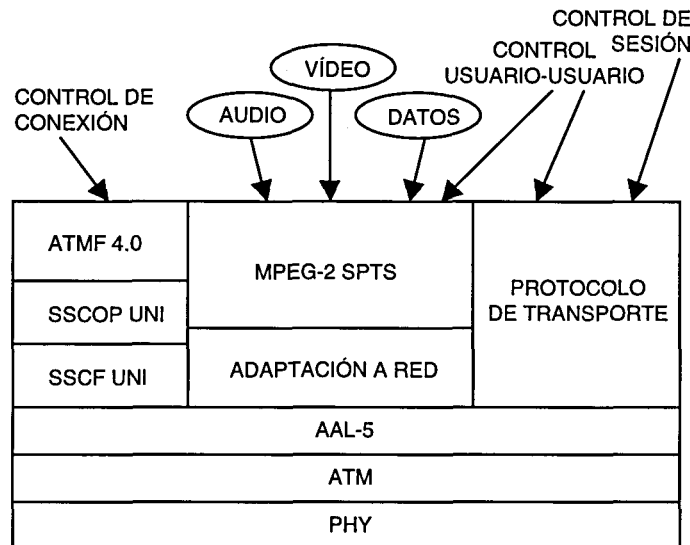 CONTROL DE
SESIÓN
CONTROL
USUARIO-USUARIO
VÍDEO
CONTROL DE
CONEXIÓN
AUDIO
DATOS
ATMF 4.0
SSCOP UNI
SSCF UNI
MPEG-2 SPTS
ADAPTACIÓN A RED
PROTOCOLO
DE TRANSPORTE
AAL-5
ATM
PHY